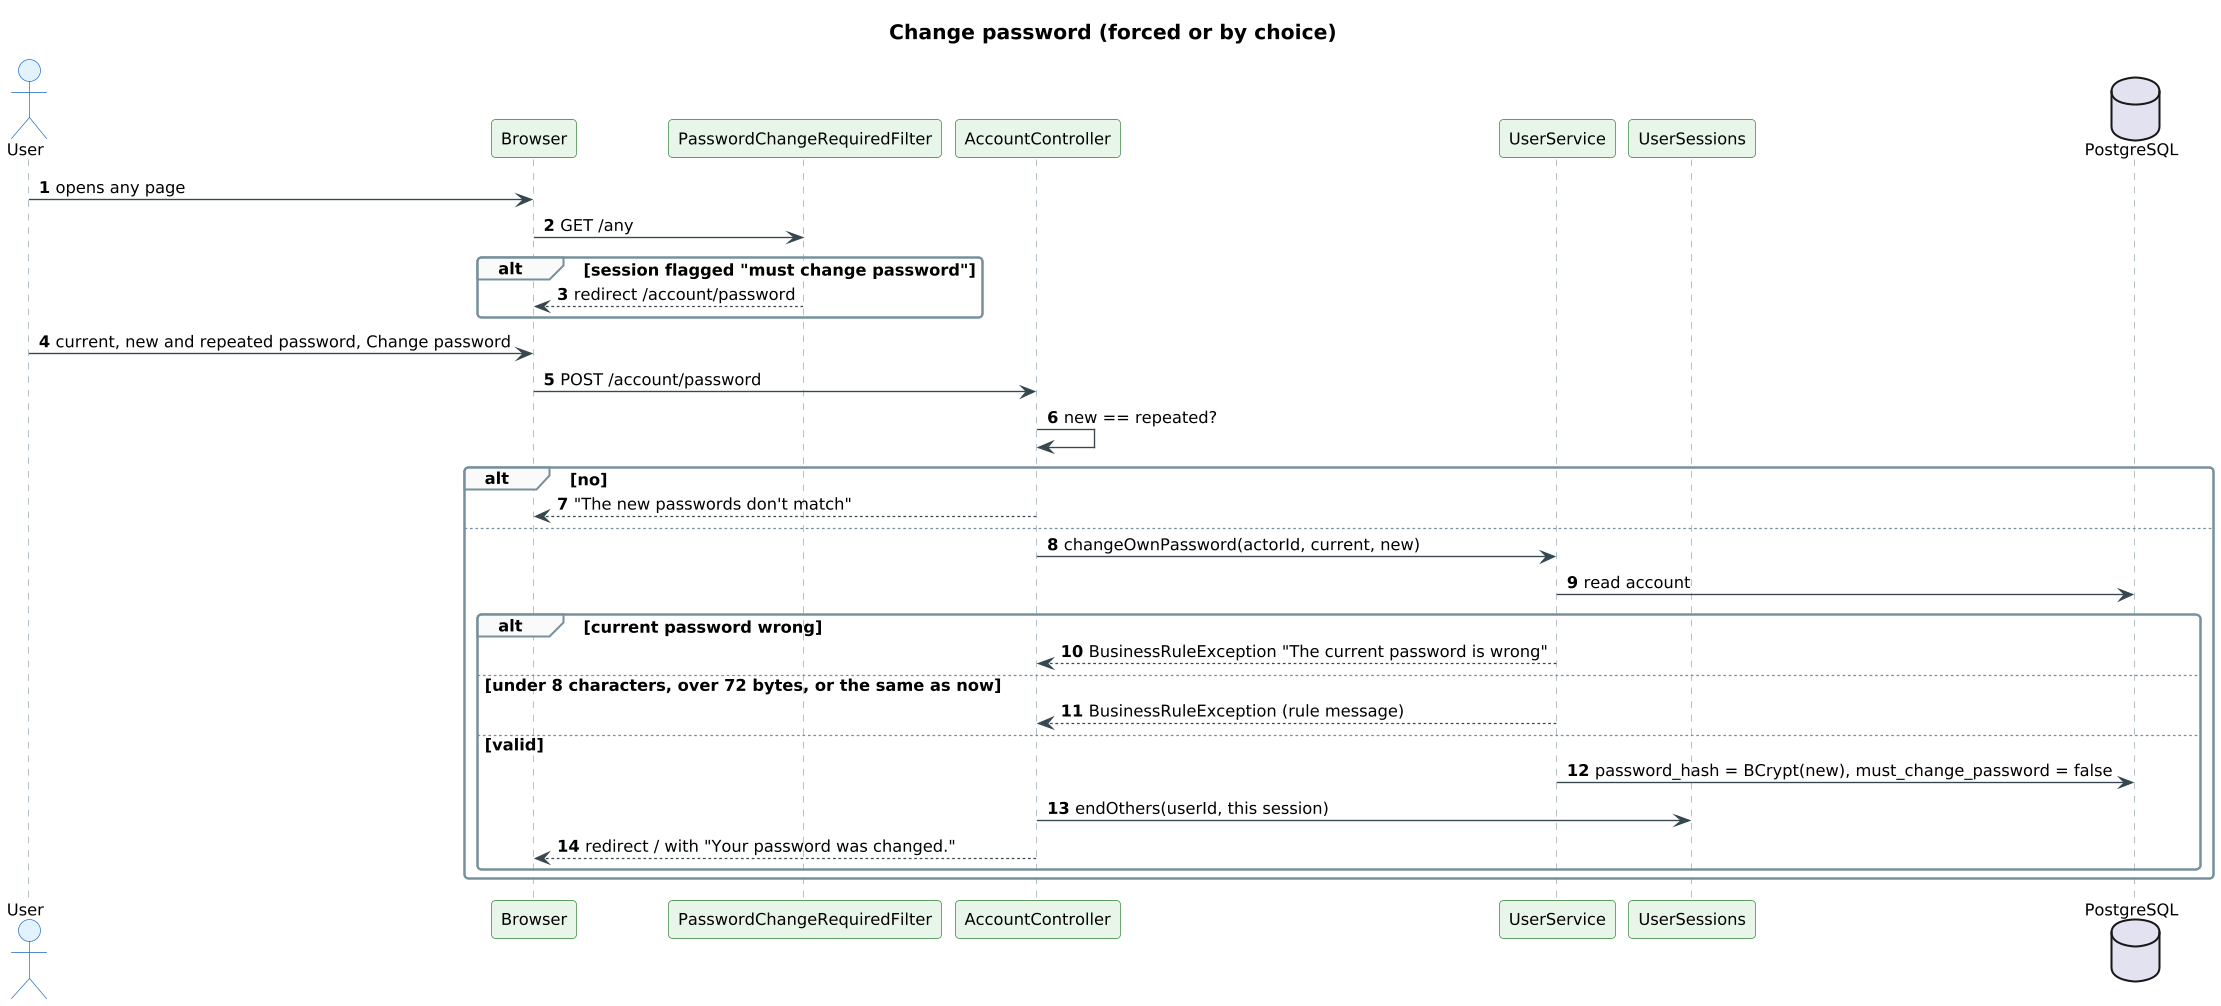 Change password (forced or by choice)
User
Browser
PasswordChangeRequiredFilter
AccountController
UserService
UserSessions
PostgreSQL
1 opens any page
2 GET /any
alt
[session flagged "must change password"]
3 redirect /account/password
4 current, new and repeated password, Change password
5 POST /account/password
6 new == repeated?
alt
[no]
7 "The new passwords don't match"
8 changeOwnPassword(actorId, current, new)
9 read account
alt
[current password wrong]
10 BusinessRuleException "The current password is wrong"
[under 8 characters, over 72 bytes, or the same as now]
11 BusinessRuleException (rule message)
[valid]
12 password_hash = BCrypt(new), must_change_password = false
13 endOthers(userId, this session)
14 redirect / with "Your password was changed."
User
Browser
PasswordChangeRequiredFilter
AccountController
UserService
UserSessions
PostgreSQL